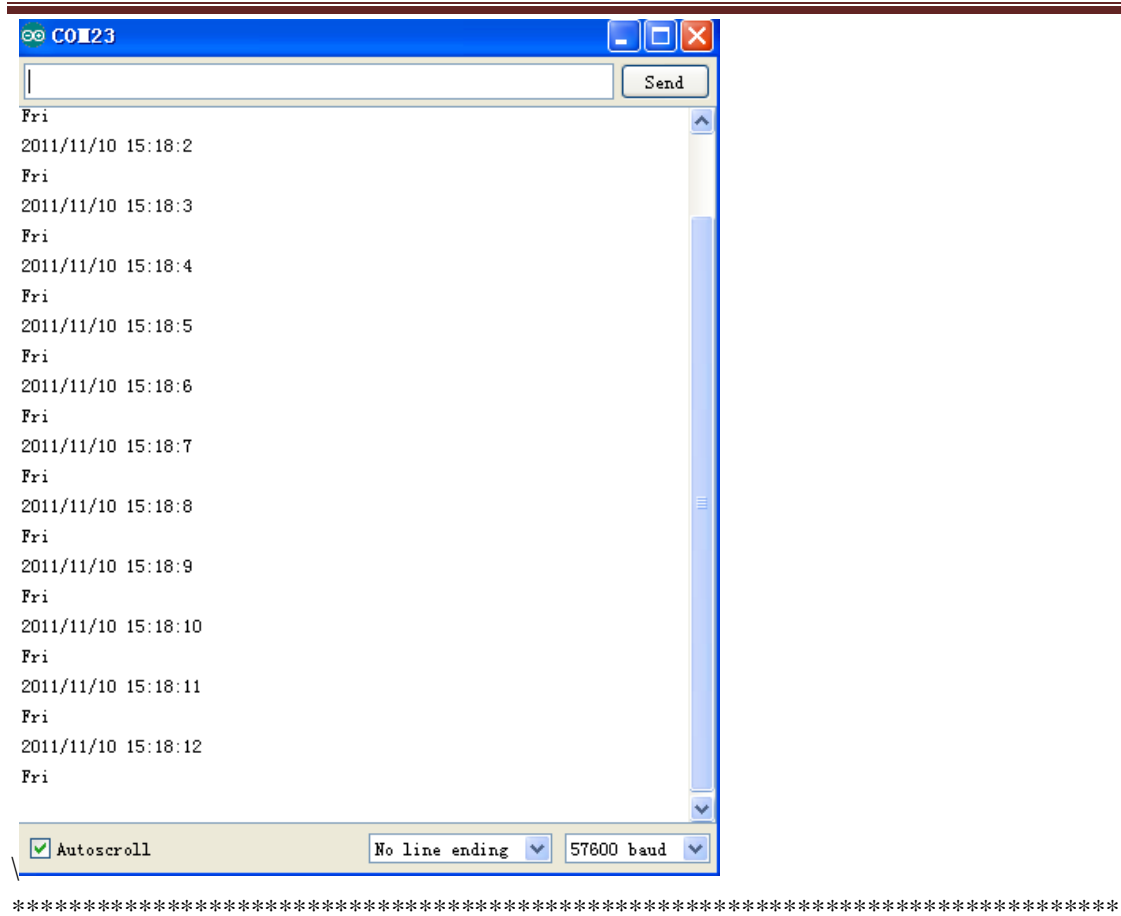 COM23
Send
Fri
2011/11/10 15:18:2
Fri
2011/11/10 15:18:3
Fri
2011/11/10 15:18:4
Fri
2011/11/10 15:18:5
Fri
2011/11/10 15:18:6
Fri
2011/11/10 15:18:7
Fri
2011/11/10 15:18:8
Fri
2011/11/10 15:18:9
Fri
2011/11/10 15:18:10
Fri
2011/11/10 15:18:11
Fri
2011/11/10 15:18:12
Fri
Autoscroll No line ending 57600 baud
\
*******************************************************************************